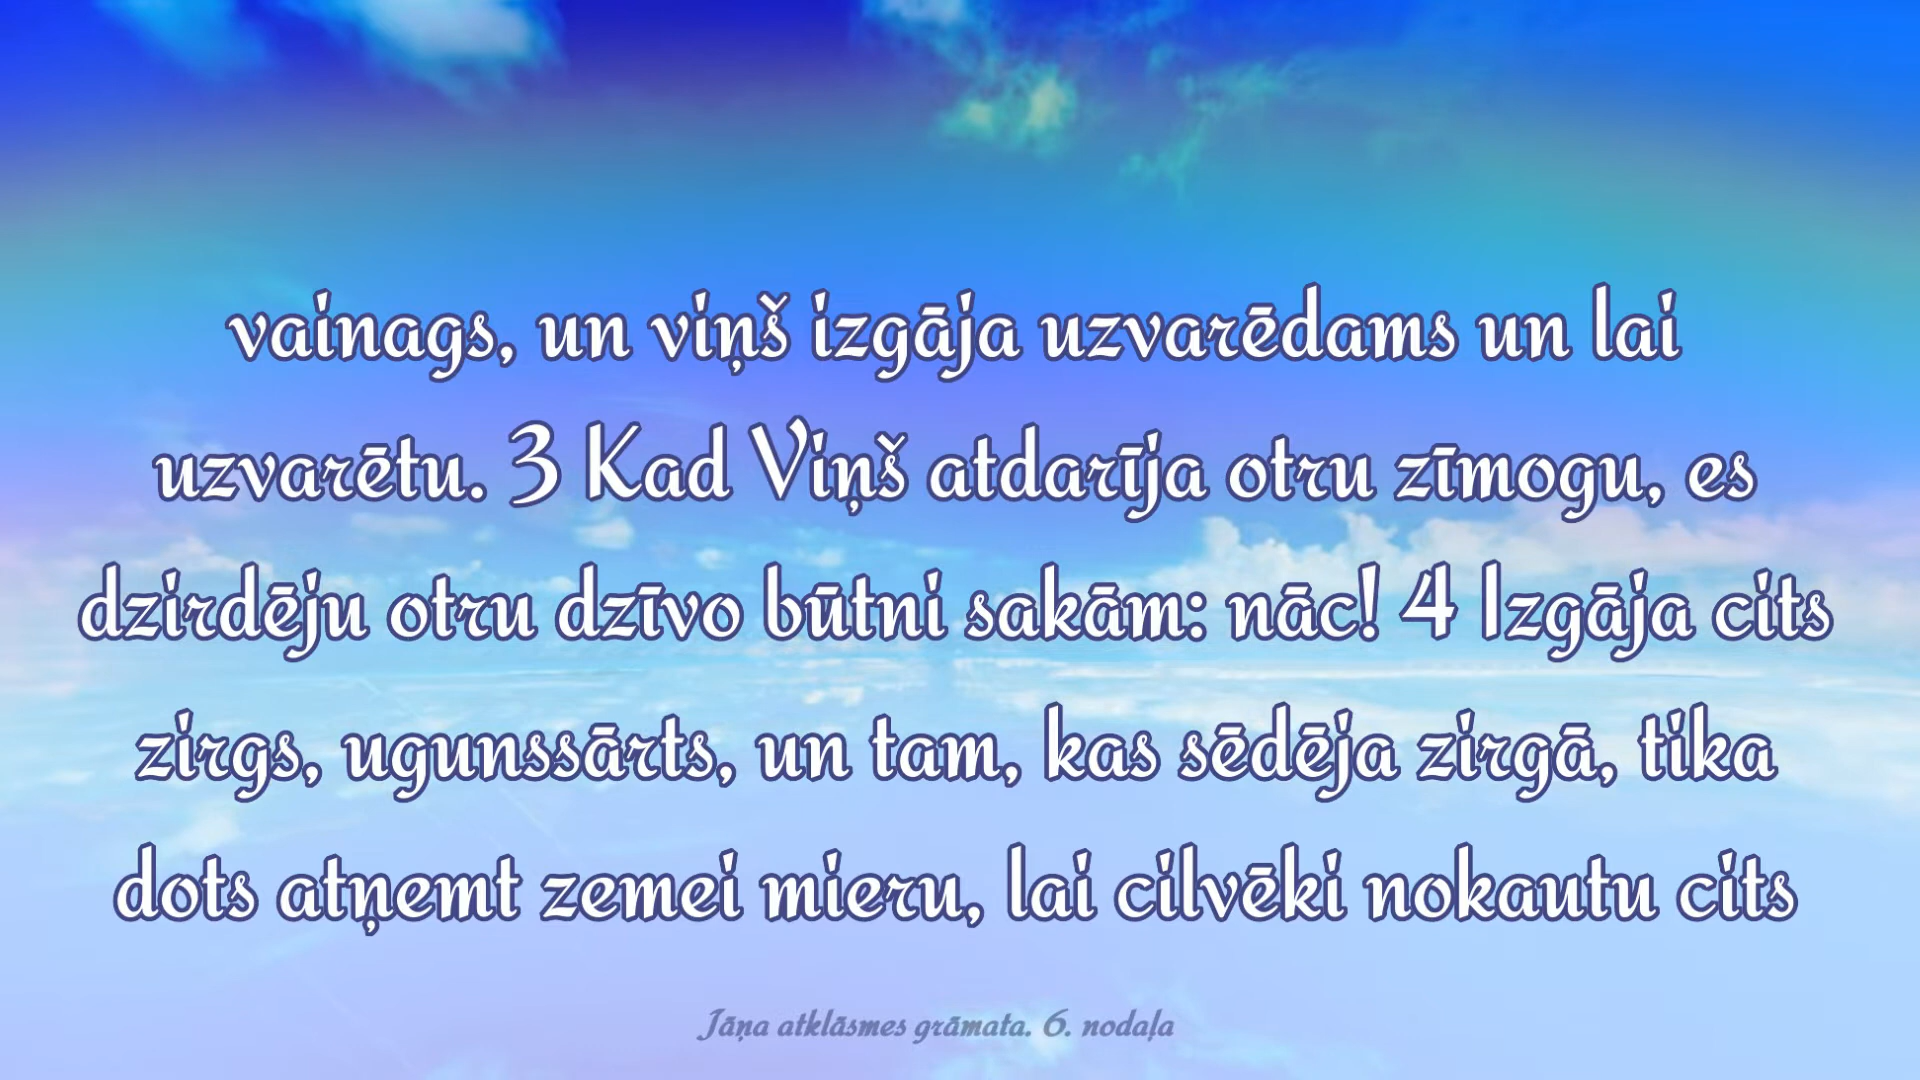 vainags, un viņš izgāja uzvarēdams un lai
uzvarētu. 3 Kad Viņš atdarīja otru zīmogu, es
dzirdēju otru dzīvo būtni sakām: nāc! 4 Izgāja cits
zirgs, ugunssārts, un tam, kas sēdēja zirgā, tika
dots atņemt zemei mieru, lai cilvēki nokautu cits
Jāņa atklāsmes grāmata. 6. nodaļa